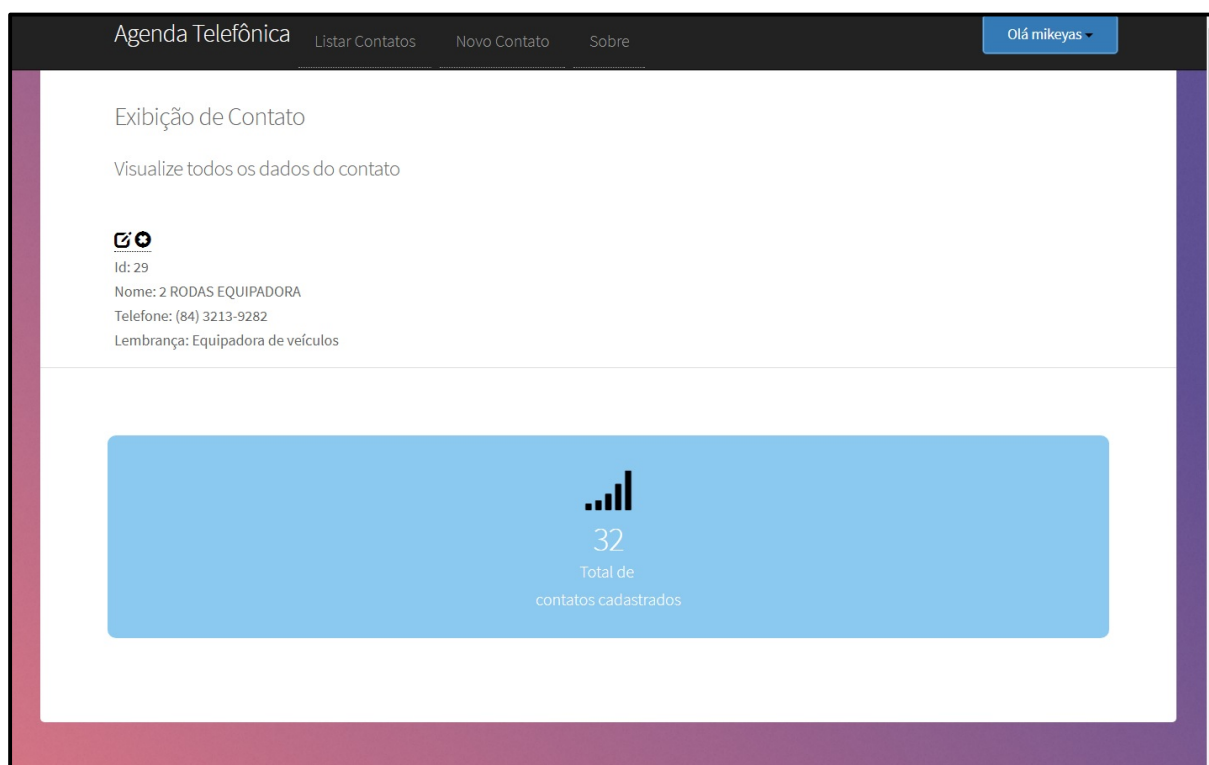 Agenda Telefônica
Listar Contatos
Novo Contato
Sobre
Olá mikeyas
Exibição de Contato
Visualize todos os dados do contato
Id: 29
Nome: 2 RODAS EQUIPADORA
Telefone: (84) 3213-9282
Lembrança: Equipadora de veículos
32
Total de
contatos cadastrados